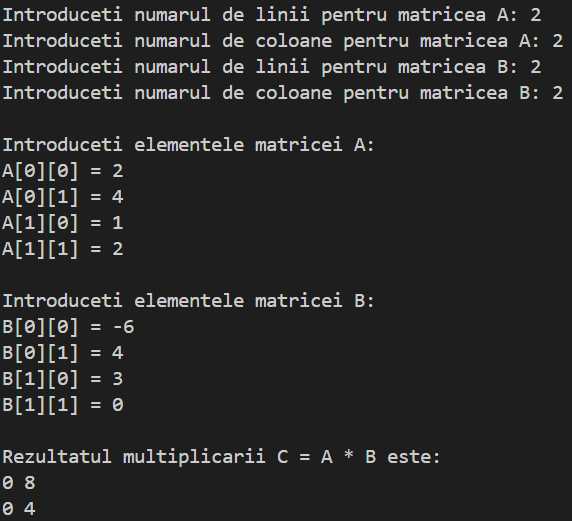 Introduceti numarul de linii pentru matricea A: 2
Introduceti numarul de coloane pentru matricea A: 2
Introduceti numarul de linii pentru matricea B: 2
Introduceti numarul de coloane pentru matricea B: 2
Introduceti elementele matricei A:
A[0][0] = 2
A[0][1] = 4
A[1][0] = 1
A[1][1] = 2
Introduceti elementele matricei B:
B[0][0] = -6
B[0][1] = 4
B[1][0] = 3
B[1][1] = 0
Rezultatul multiplicarii C = A * B este:
0 8
0 4